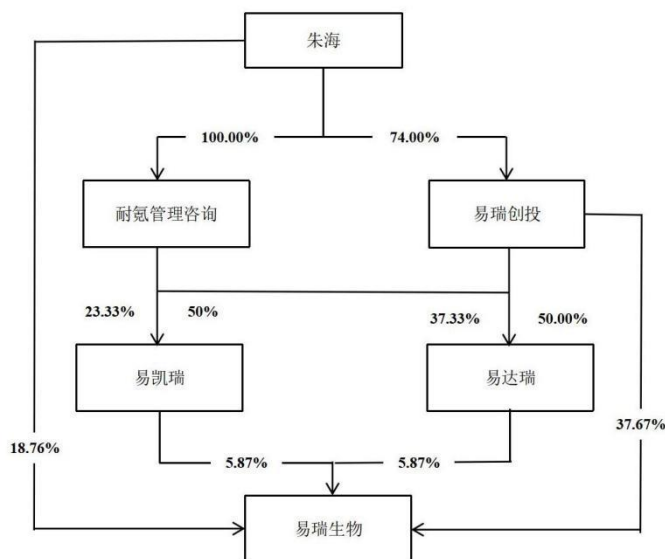 朱海
100.00%
74.00%
耐氪管理咨询
易瑞创投
23.33%
50%
37.33%
50.00%
易凯瑞
易达瑞
18.76%
5.87%
5.87%
37.67%
易瑞生物